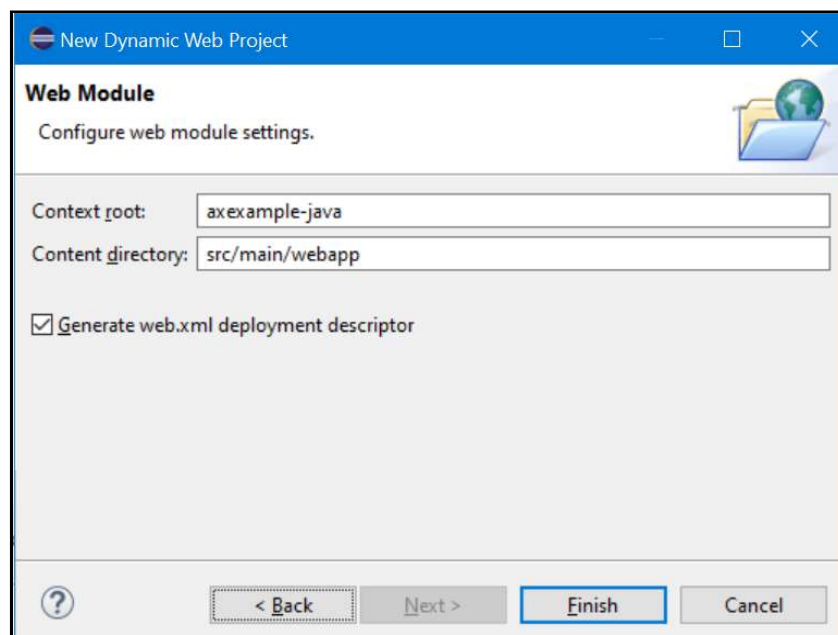 New Dynamic Web Project
Web Module
Configure web module settings.
Context root: axexample-java
Content directory: src/main/webapp
Generate web.xml deployment descriptor
? < Back Next > Finish Cancel